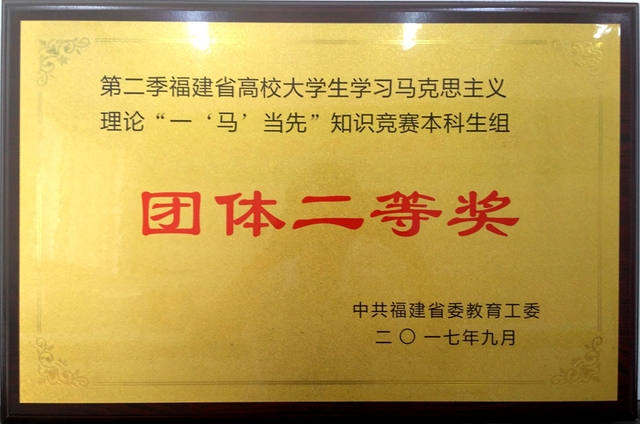 第二季福建省高校大学生学习马克思主义
理论“一‘马’当先”知识竞赛本科生组
团体二等奖
中共福建省委教育工委
二〇一七年九月